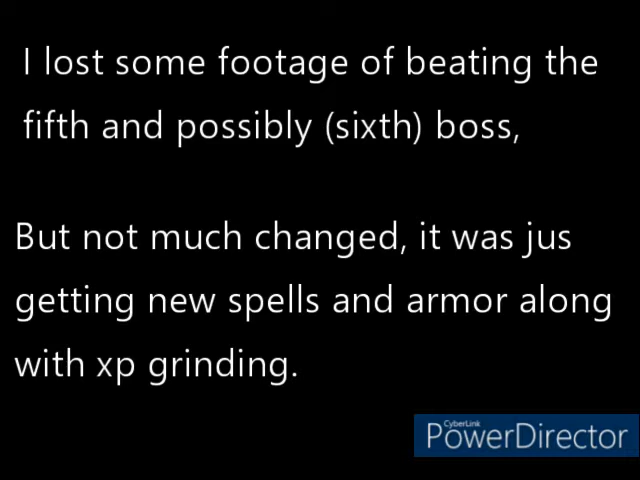 I lost some footage of beating the
fifth and possibly (sixth) boss,
But not much changed, it was jus
getting new spells and armor along
with xp grinding.
CyberLink
PowerDirector